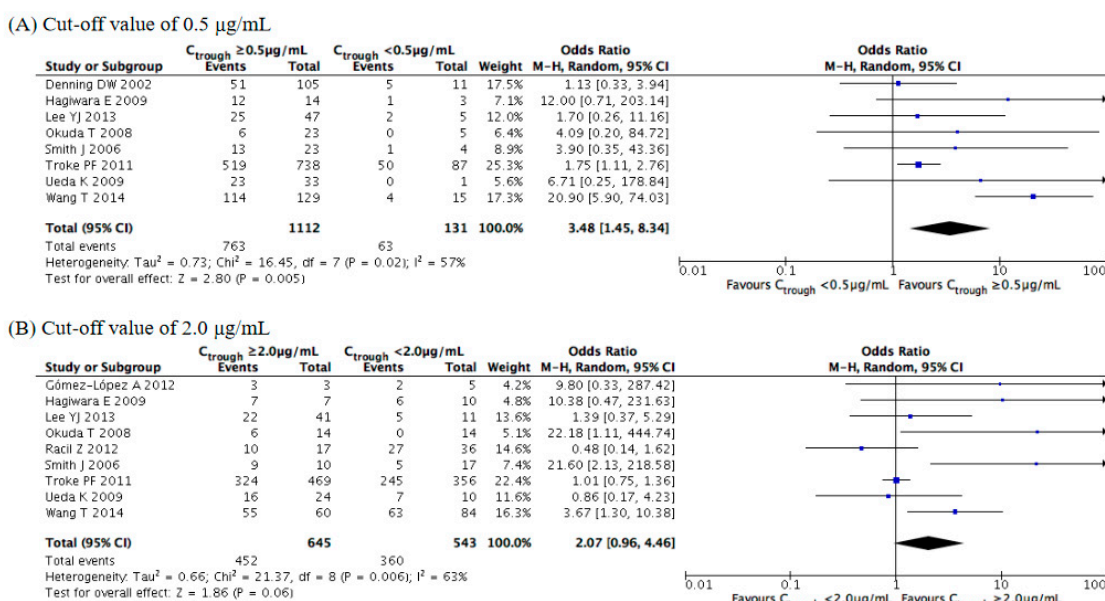 (A) Cut-off value of 0.5 μg/mL
Ctrough ≥0.5μg/mL Ctrough <0.5μg/mL Odds Ratio Odds Ratio
Study or Subgroup Events Total Events Total Weight M-H, Random, 95% CI M-H, Random, 95% CI
Denning DW 2002 51 105 5 11 17.5% 1.13 [0.33, 3.94]
Hagiwara E 2009 12 14 1 3 7.1% 12.00 [0.71, 203.14]
Lee YJ 2013 25 47 2 5 12.0% 1.70 [0.26, 11.16]
Okuda T 2008 6 23 0 5 6.4% 4.09 [0.20, 84.72]
Smith J 2006 13 23 1 4 8.9% 3.90 [0.35, 43.36]
Troke PF 2011 519 738 50 87 25.3% 1.75 [1.11, 2.76]
Ueda K 2009 23 33 0 1 5.6% 6.71 [0.25, 178.84]
Wang T 2014 114 129 4 15 17.3% 20.90 [5.90, 74.03]
Total (95% CI) 1112 131 100.0% 3.48 [1.45, 8.34]
Total events 763 63
Heterogeneity: Tau² = 0.73; Chi² = 16.45, df = 7 (P = 0.02); I² = 57%
Test for overall effect: Z = 2.80 (P = 0.005)
0.01 0.1 1 10 100
Favours Ctrough <0.5μg/mL Favours Ctrough ≥0.5μg/mL
(B) Cut-off value of 2.0 μg/mL
Ctrough ≥2.0μg/mL Ctrough <2.0μg/mL Odds Ratio Odds Ratio
Study or Subgroup Events Total Events Total Weight M-H, Random, 95% CI M-H, Random, 95% CI
Gómez-López A 2012 3 3 2 5 4.2% 9.80 [0.33, 287.42]
Hagiwara E 2009 7 7 6 10 4.8% 10.38 [0.47, 231.63]
Lee YJ 2013 22 41 5 11 13.6% 1.39 [0.37, 5.29]
Okuda T 2008 6 14 0 14 5.1% 22.18 [1.11, 444.74]
Racil Z 2012 10 17 27 36 14.6% 0.48 [0.14, 1.62]
Smith J 2006 9 10 5 17 7.4% 21.60 [2.13, 218.58]
Troke PF 2011 324 469 245 356 22.4% 1.01 [0.75, 1.36]
Ueda K 2009 16 24 7 10 11.6% 0.86 [0.17, 4.23]
Wang T 2014 55 60 63 84 16.3% 3.67 [1.30, 10.38]
Total (95% CI) 645 543 100.0% 2.07 [0.96, 4.46]
Total events 452 360
Heterogeneity: Tau² = 0.66; Chi² = 21.37, df = 8 (P = 0.006); I² = 63%
Test for overall effect: Z = 1.86 (P = 0.06)
0.01 0.1 1 10 100
Favours C <2.0μg/mL Favours C ≥2.0μg/mL